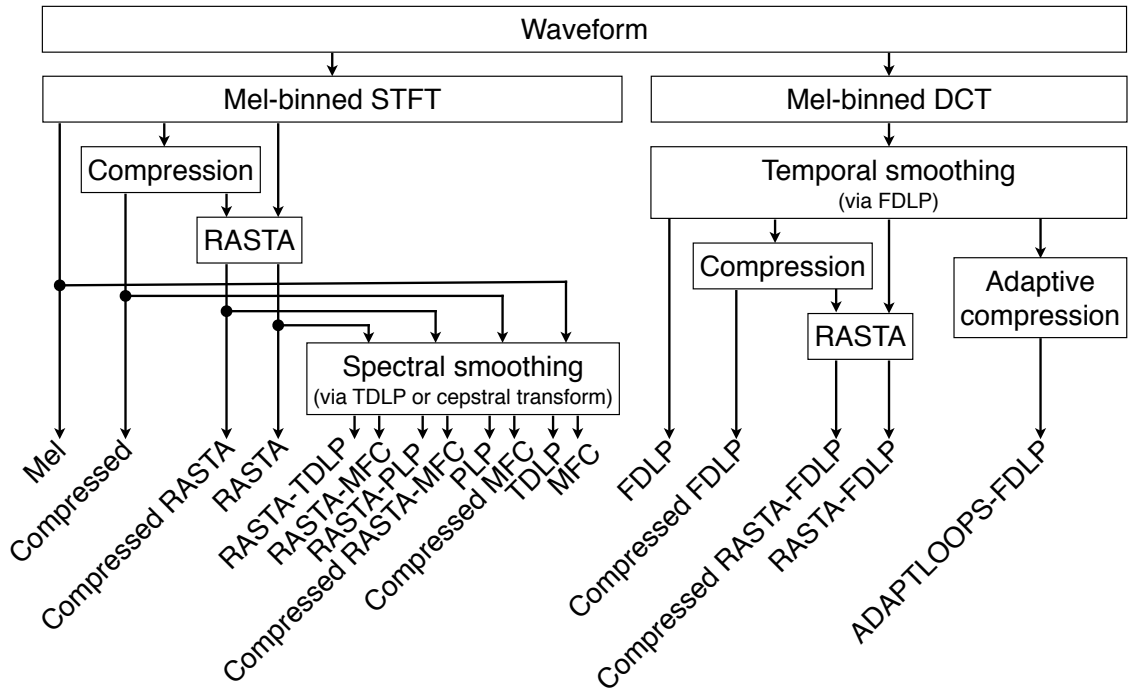 Waveform
Mel-binned STFT
Mel-binned DCT
Compression
Temporal smoothing
(via FDLP)
RASTA
Compression
Adaptive
compression
RASTA
Spectral smoothing
(via TDLP or cepstral transform)
Mel
Compressed
Compressed RASTA
RASTA
RASTA-TDLP
RASTA-MFC
RASTA-PLP
Compressed RASTA-MFC
PLP
Compressed MFC
TDLP
MFC
FDLP
Compressed FDLP
Compressed RASTA-FDLP
RASTA-FDLP
ADAPTLOOPS-FDLP